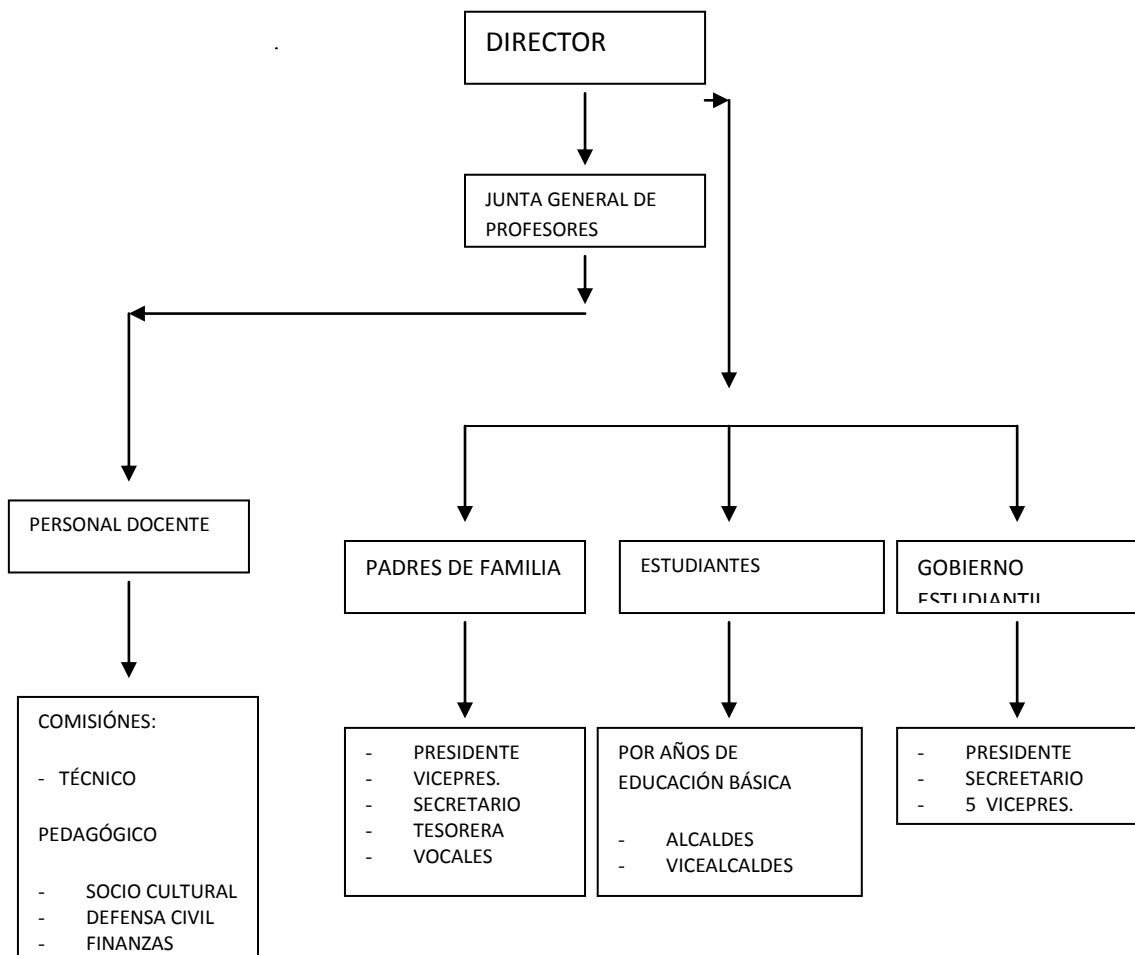 DIRECTOR
JUNTA GENERAL DE
PROFESORES
PERSONAL DOCENTE
PADRES DE FAMILIA
ESTUDIANTES
GOBIERNO
ESTUDIANTIL
COMISIÓNES:
- TÉCNICO
PEDAGÓGICO
- SOCIO CULTURAL
- DEFENSA CIVIL
- FINANZAS
- PRESIDENTE
- VICEPRES.
- SECRETARIO
- TESORERA
- VOCALES
POR AÑOS DE
EDUCACIÓN BÁSICA
- ALCALDES
- VICEALCALDES
- PRESIDENTE
- SECREETARIO
- 5 VICEPRES.